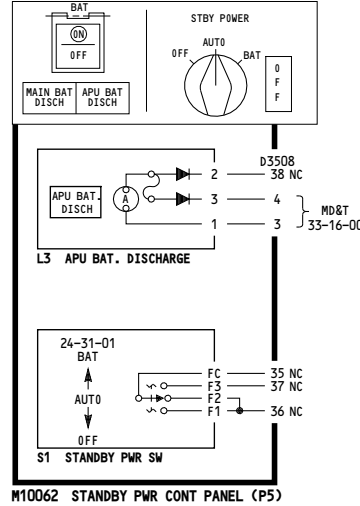 BAT
ON
OFF
MAIN BAT
DISCH
APU BAT
DISCH
STBY POWER
AUTO
OFF
BAT
O
F
F
D3508
2 38 NC
3 4
1 3
MD&T
33-16-00
APU BAT.
DISCH
A
L3 APU BAT. DISCHARGE
24-31-01
BAT
AUTO
OFF
FC 35 NC
F3 37 NC
F2
F1 36 NC
S1 STANDBY PWR SW
M10062 STANDBY PWR CONT PANEL (P5)